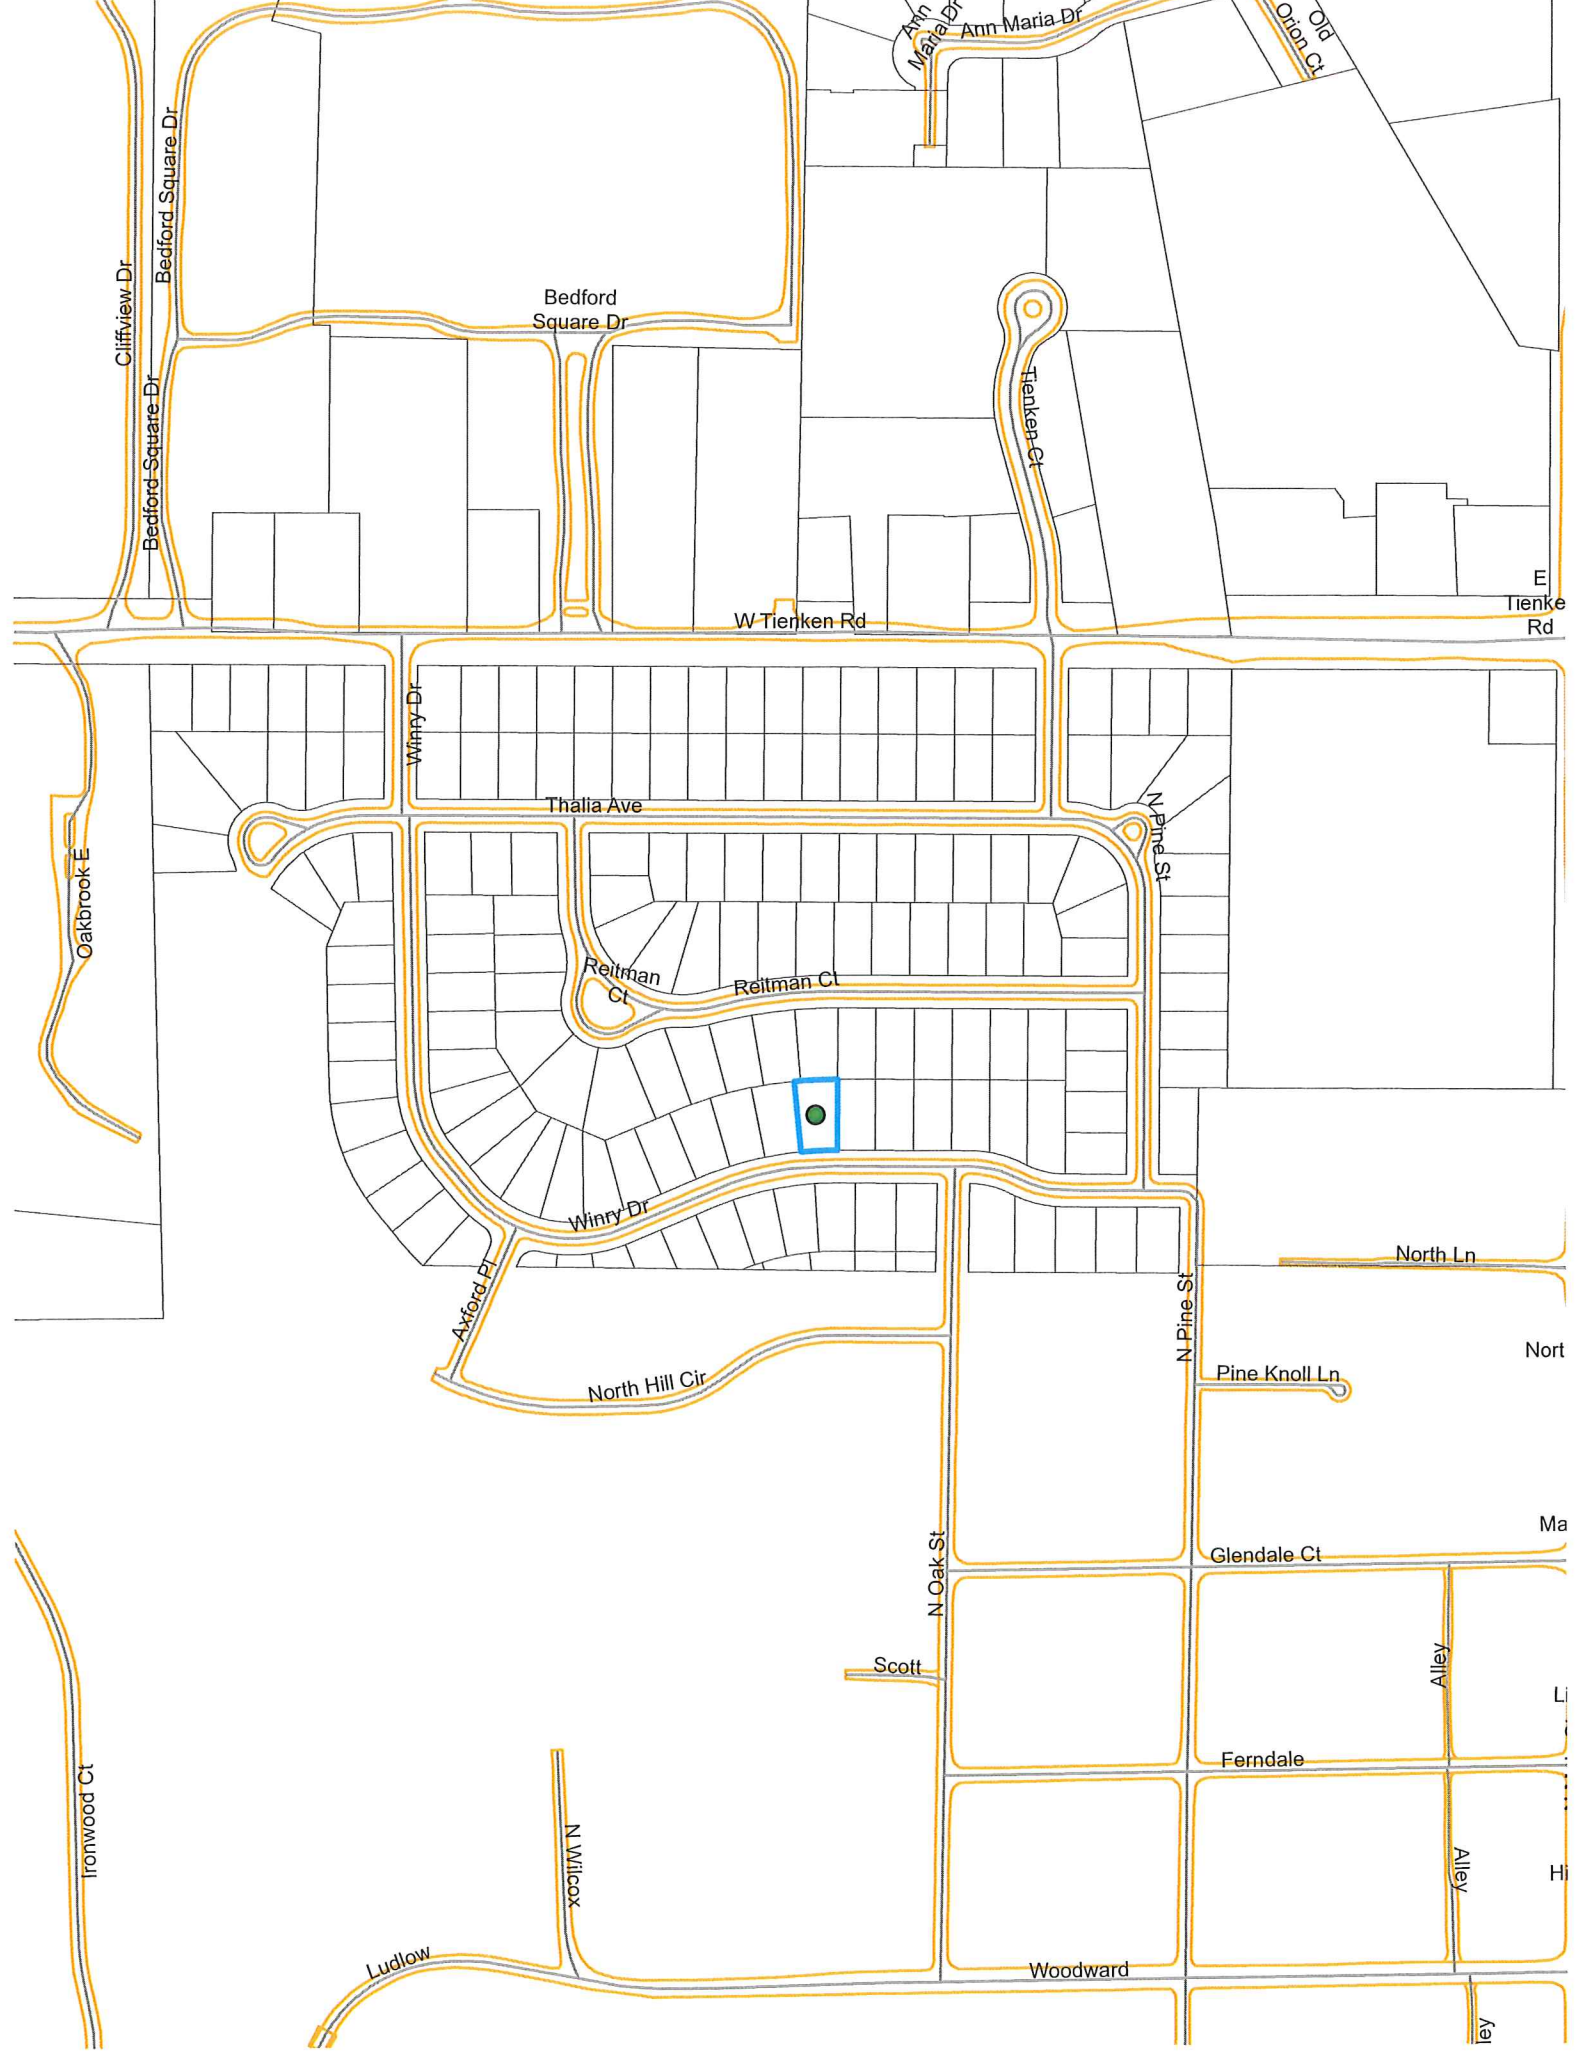 Ann
Maria Dr
Ann Maria Dr
Old
Orion Ct
Bedford Square Dr
Cliffview Dr
Bedford
Square Dr
Bedford Square Dr
Tienken Ct
E
Tienke
Rd
W Tienken Rd
Winry Dr
Thalia Ave
N Pine St
Oakbrook E
Reitman
Ct
Reitman Ct
Winry Dr
Axford Pl
North Ln
N Pine St
Nort
Pine Knoll Ln
North Hill Cir
Ma
Glendale Ct
N Oak St
Scott
Alley
Li
Ferndale
Ironwood Ct
N Wilcox
Alley
Hi
Ludlow
Woodward
ley